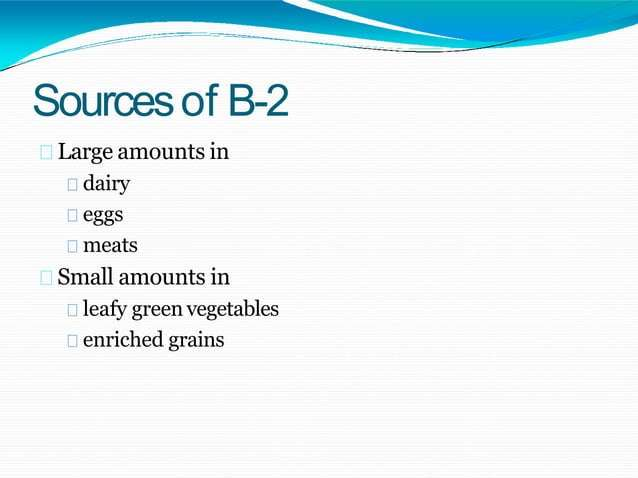 Sources of B-2
Large amounts in
dairy
eggs
meats
Small amounts in
leafy green vegetables
enriched grains